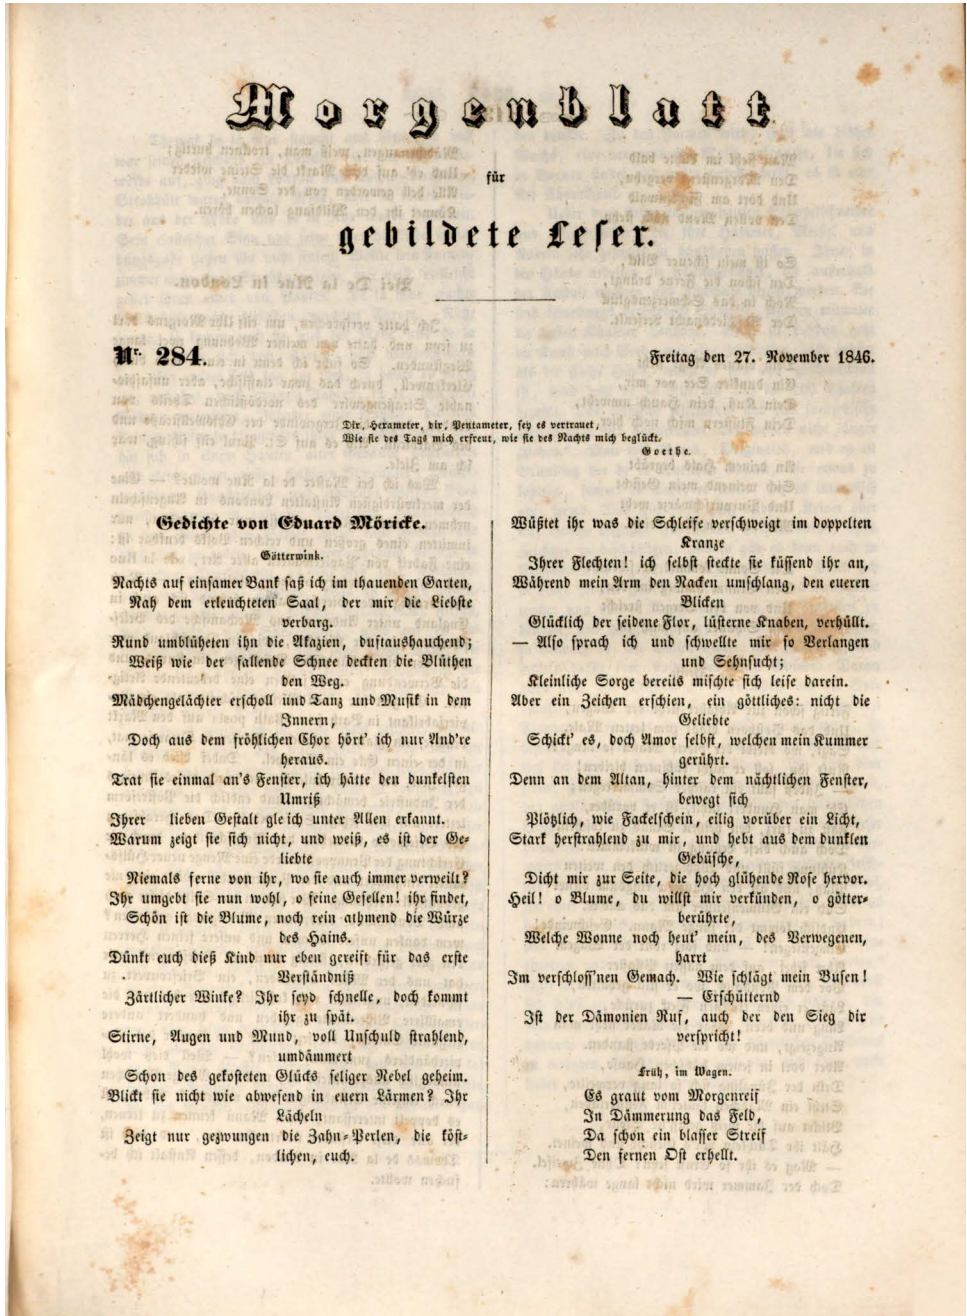 Morgenblatt
für
gebildete Leser.
Nr. 284.
Freitag den 27. November 1846.
Dir, Hexameter, dir, Pentameter, sey es vertrauet,
Wie sie des Tags mich erfreut, wie sie des Nachts mich beglückt.
Goethe.
Gedichte von Eduard Möricke.
Götterwink.
Nachts auf einsamer Bank saß ich im thauenden Garten,
Nah dem erleuchteten Saal, der mir die Liebste
verbarg.
Rund umblüheten ihn die Akazien, duftaushauchend;
Weiß wie der fallende Schnee deckten die Blüthen
den Weg.
Mädchengelächter erscholl und Tanz und Musik in dem
Innern,
Doch aus dem fröhlichen Chor hört' ich nur And're
heraus.
Trat sie einmal an's Fenster, ich hätte den dunkelsten
Umriß
Ihrer lieben Gestalt gleich unter Allen erkannt.
Warum zeigt sie sich nicht, und weiß, es ist der Ge-
liebte
Niemals ferne von ihr, wo sie auch immer verweilt?
Ihr umgebt sie nun wohl, o feine Gesellen! ihr findet,
Schön ist die Blume, noch rein athmend die Würze
des Hains.
Dünkt euch dieß Kind nur eben gereift für das erste
Verständniß
Zärtlicher Winke? Ihr seyd schnelle, doch kommt
ihr zu spät.
Stirne, Augen und Mund, voll Unschuld strahlend,
umdämmert
Schon des gekosteten Glücks seliger Nebel geheim.
Blickt sie nicht wie abwesend in euern Lärmen? Ihr
Lächeln
Zeigt nur gezwungen die Zahn-Perlen, die köst-
lichen, euch.
Wüßtet ihr was die Schleife verschweigt im doppelten
Kranze
Ihrer Flechten! ich selbst steckte sie küssend ihr an,
Während mein Arm den Nacken umschlang, den eueren
Blicken
Glücklich der seidene Flor, lüsterne Knaben, verhüllt.
— Also sprach ich und schwellte mir so Verlangen
und Sehnsucht;
Kleinliche Sorge bereits mischte sich leise darein.
Aber ein Zeichen erschien, ein göttliches: nicht die
Geliebte
Schickt' es, doch Amor selbst, welchen mein Kummer
gerührt.
Denn an dem Altan, hinter dem nächtlichen Fenster,
bewegt sich
Plötzlich, wie Fackelschein, eilig vorüber ein Licht,
Stark herstrahlend zu mir, und hebt aus dem dunklen
Gebüsche,
Dicht mir zur Seite, die hoch glühende Rose hervor.
Heil! o Blume, du willst mir verkünden, o götter-
berührte,
Welche Wonne noch heut' mein, des Verwegenen,
harrt
Im verschloss'nen Gemach. Wie schlägt mein Busen!
— Erschütternd
Ist der Dämonien Ruf, auch der den Sieg dir
verspricht!
Früh, im Wagen.
Es graut vom Morgenreif
In Dämmerung das Feld,
Da schon ein blasser Streif
Den fernen Ost erhellt.